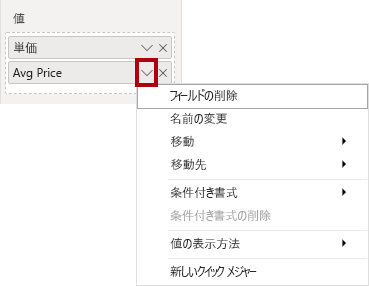 値
単価
Avg Price
フィールドの削除
名前の変更
移動
移動先
条件付き書式
条件付き書式の削除
値の表示方法
新しいクイック メジャー